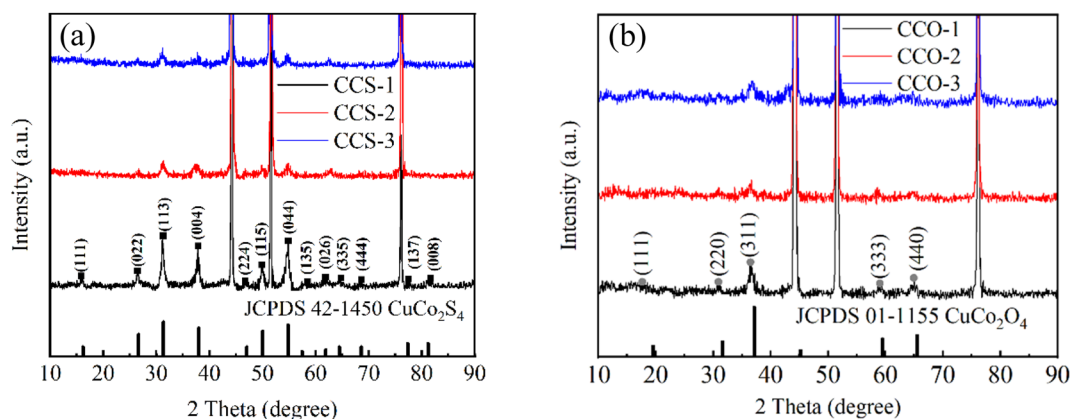 (a)
CCS-1
CCS-2
CCS-3
Intensity (a.u.)
(111)
(022)
(113)
(004)
(224)
(115)
(044)
(135)
(026)
(335)
(444)
(137)
(008)
JCPDS 42-1450 CuCo₂S₄
10 20 30 40 50 60 70 80 90
2 Theta (degree)
(b)
CCO-1
CCO-2
CCO-3
Intensity (a.u.)
(111)
(220)
(311)
(333)
(440)
JCPDS 01-1155 CuCo₂O₄
10 20 30 40 50 60 70 80 90
2 Theta (degree)